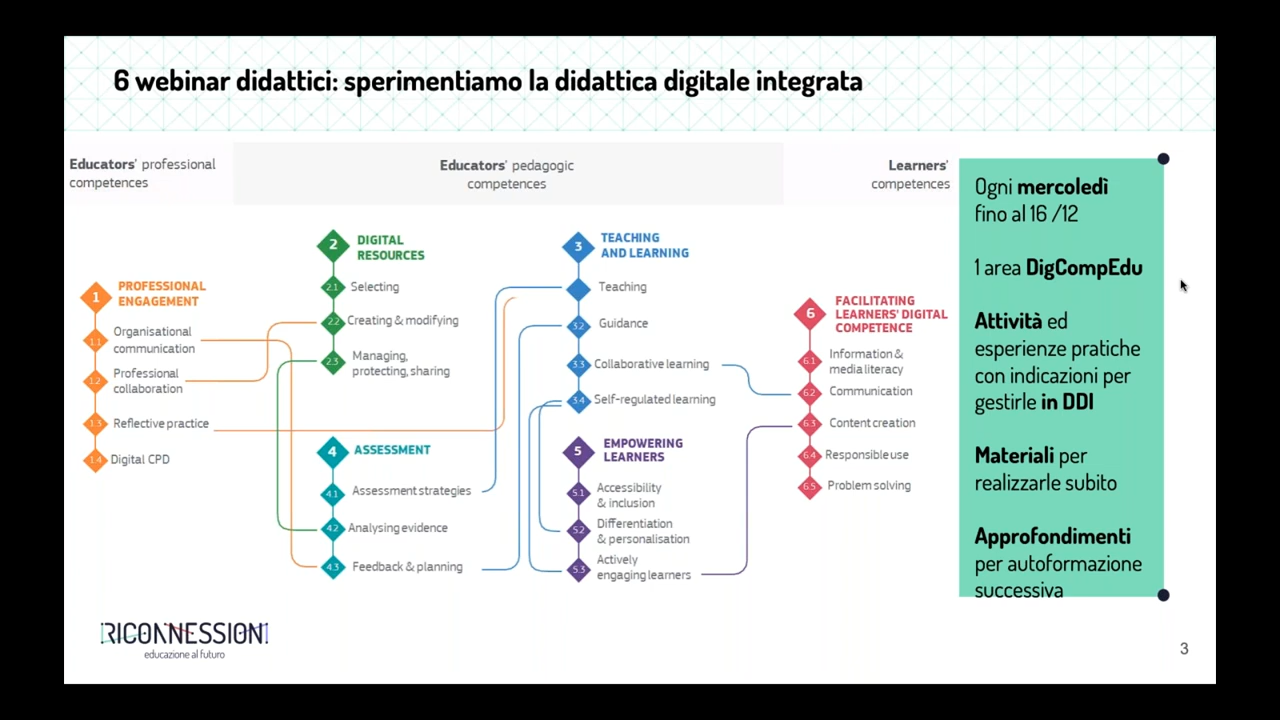 6 webinar didattici: sperimentiamo la didattica digitale integrata
Educators' professional
competences
Educators' pedagogic
competences
Learners'
competences
1
PROFESSIONAL
ENGAGEMENT
1.1
Organisational
communication
1.2
Professional
collaboration
1.3
Reflective practice
1.4
Digital CPD
2
DIGITAL
RESOURCES
2.1
Selecting
2.2
Creating & modifying
2.3
Managing,
protecting, sharing
3
TEACHING
AND LEARNING
Teaching
3.2
Guidance
3.3
Collaborative learning
3.4
Self-regulated learning
4
ASSESSMENT
4.1
Assessment strategies
4.2
Analysing evidence
4.3
Feedback & planning
5
EMPOWERING
LEARNERS
5.1
Accessibility
& inclusion
5.2
Differentiation
& personalisation
5.3
Actively
engaging learners
6
FACILITATING
LEARNERS' DIGITAL
COMPETENCE
6.1
Information &
media literacy
6.2
Communication
6.3
Content creation
6.4
Responsible use
6.5
Problem solving
Ogni mercoledì
fino al 16 /12
1 area DigCompEdu
Attività ed
esperienze pratiche
con indicazioni per
gestirle in DDI
Materiali per
realizzarle subito
Approfondimenti
per autoformazione
successiva
RICONNESSIONI
educazione al futuro
3